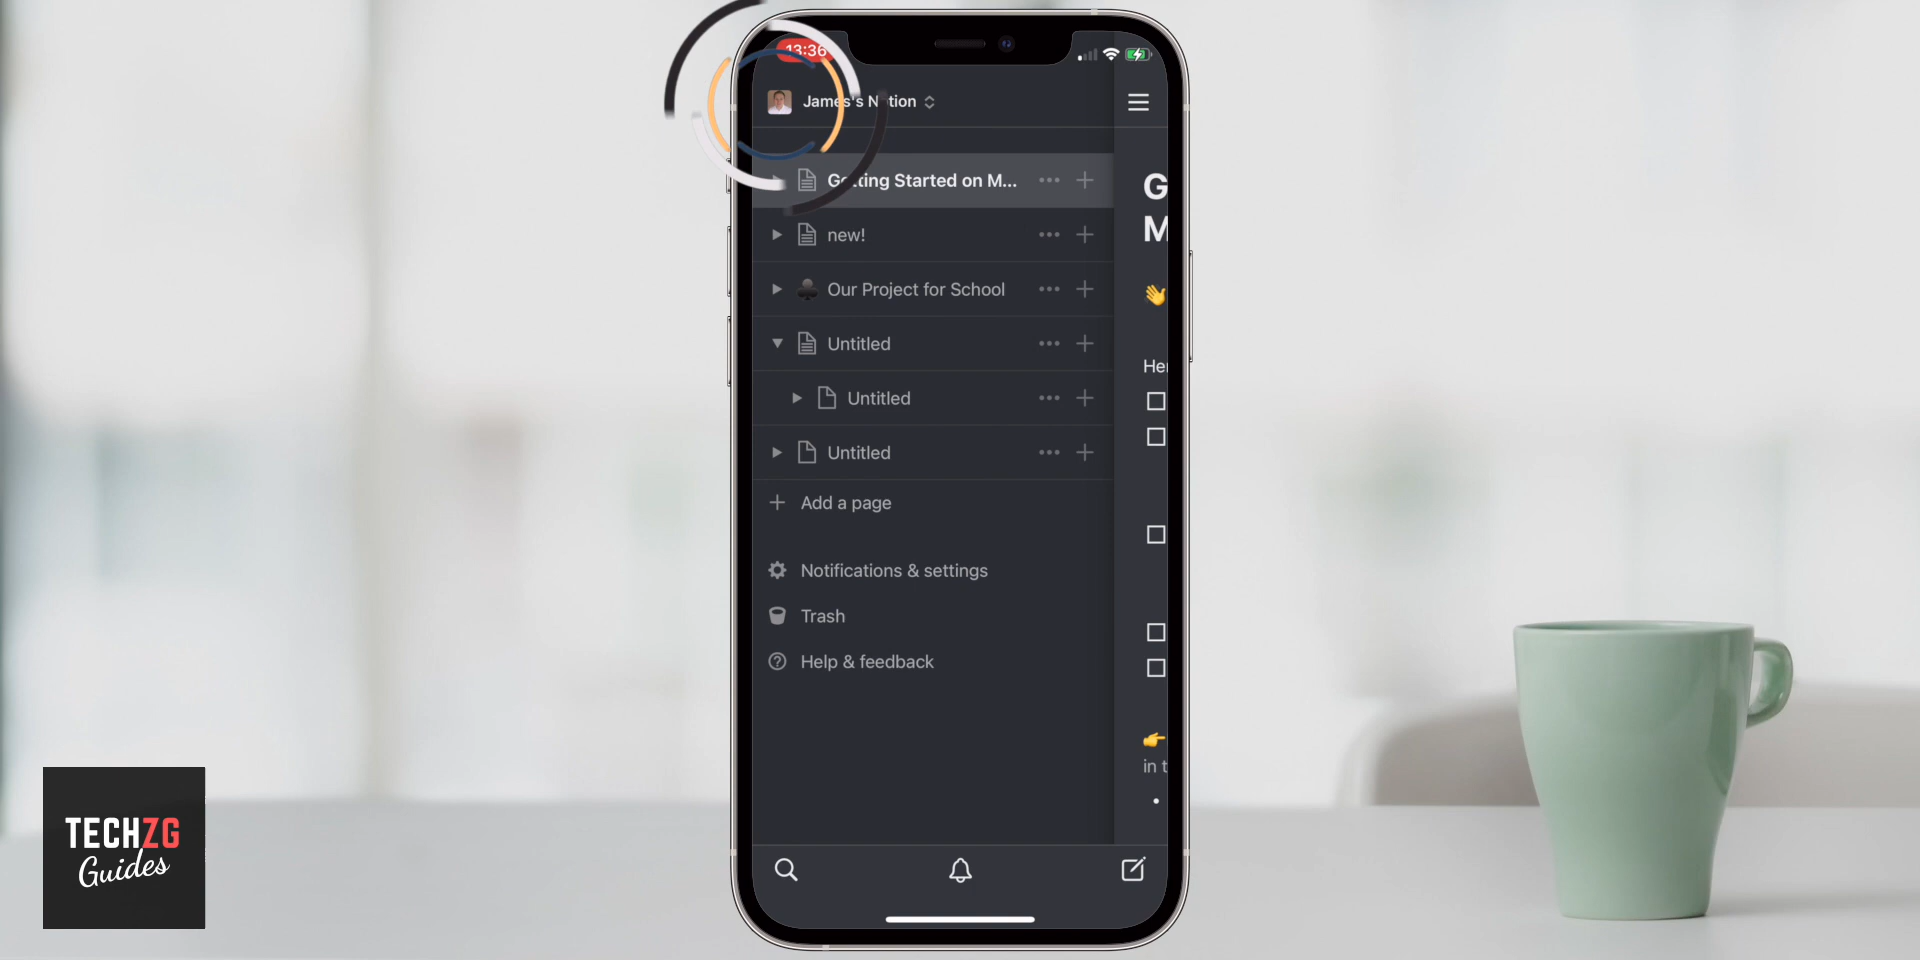 13:36
James's Notion
Getting Started on M...
new!
Our Project for School
Untitled
Untitled
Untitled
Add a page
Notifications & settings
Trash
Help & feedback
G
M
Her
in t
TECHZG
Guides